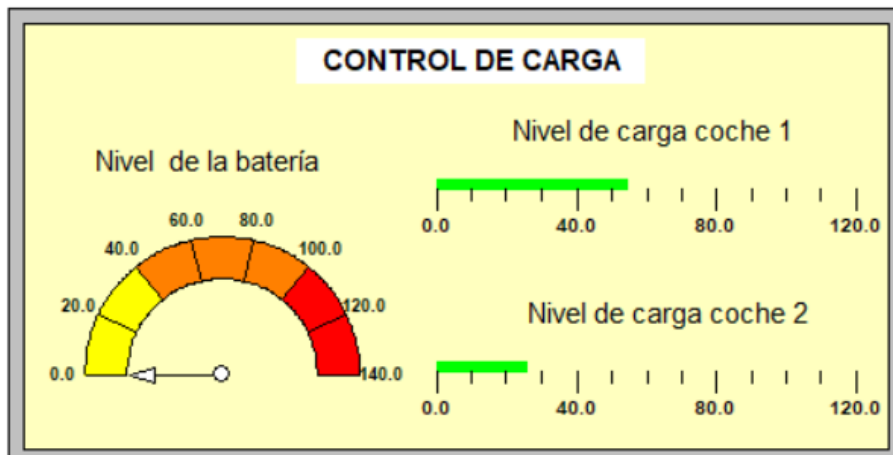 CONTROL DE CARGA
Nivel de la batería
0.0
20.0
40.0
60.0
80.0
100.0
120.0
140.0
Nivel de carga coche 1
0.0 40.0 80.0 120.0
Nivel de carga coche 2
0.0 40.0 80.0 120.0